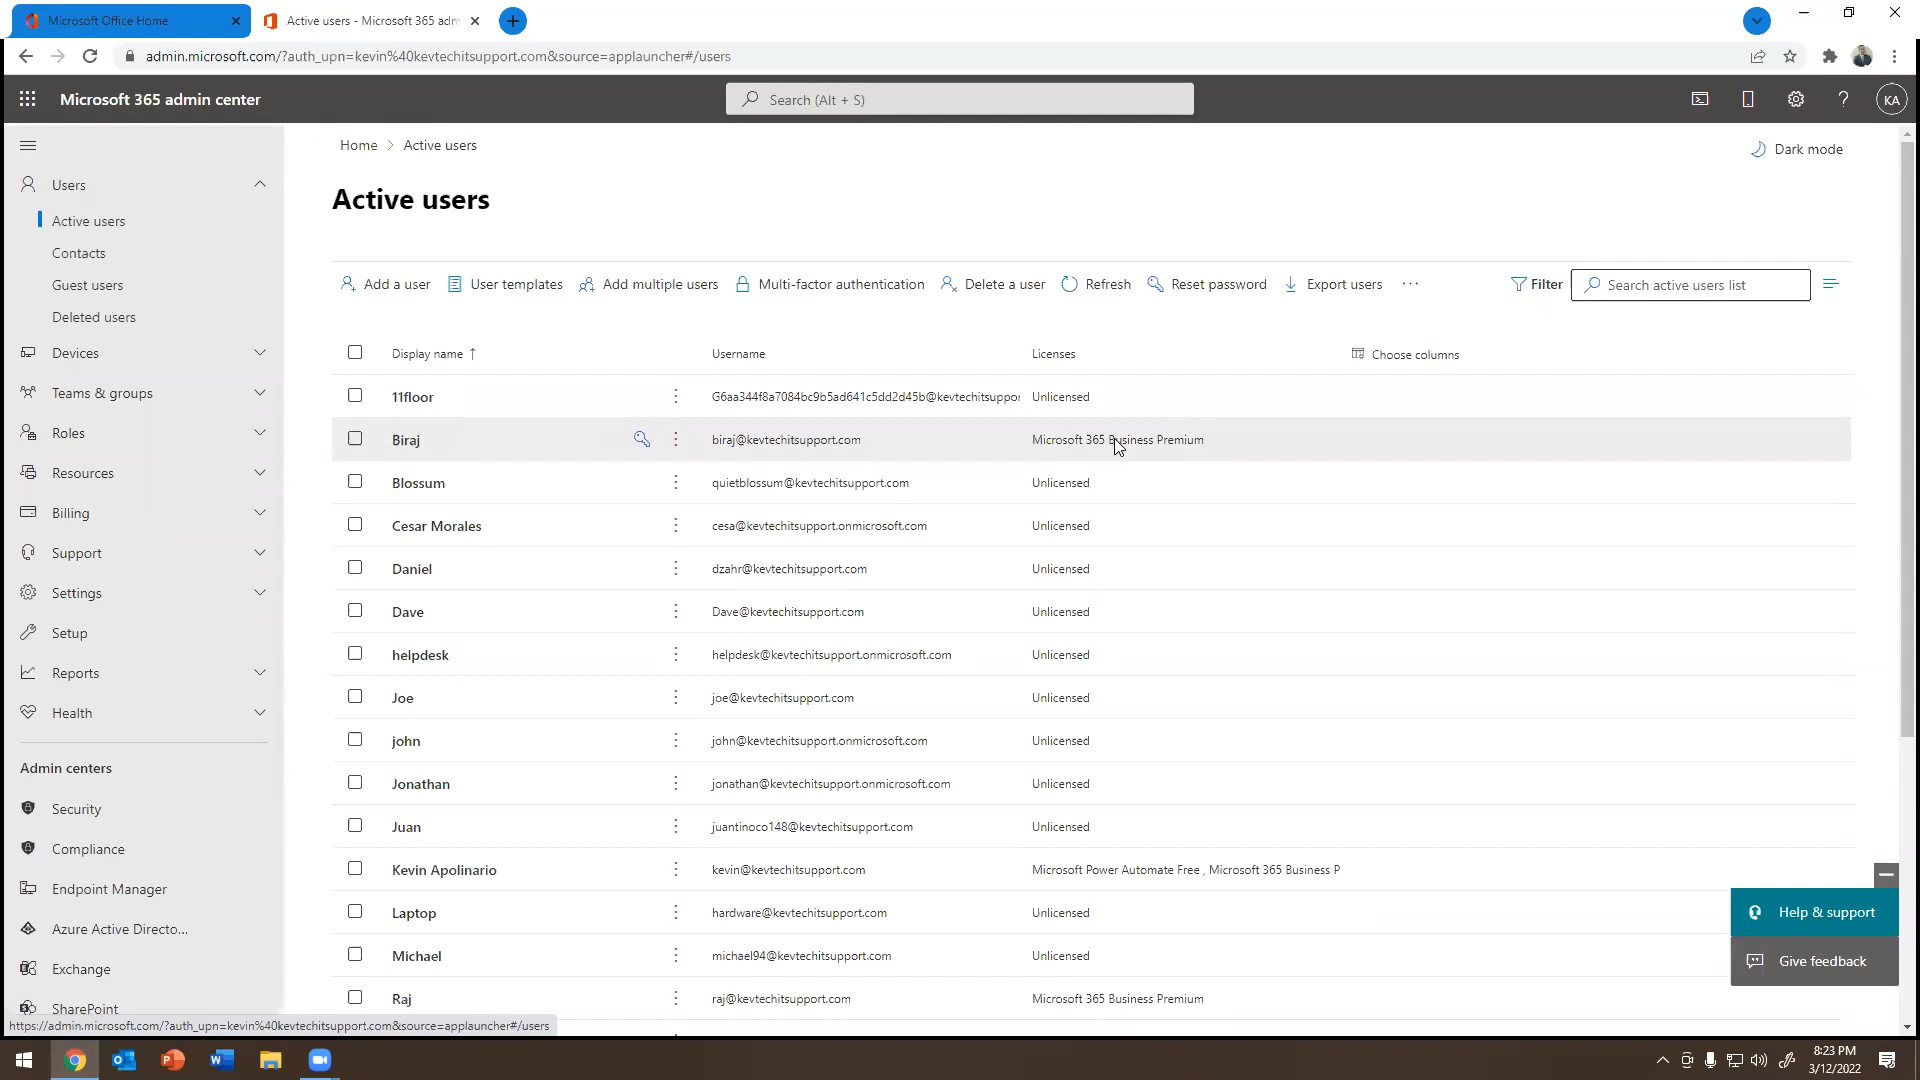 Microsoft Office Home
Active users - Microsoft 365 adm
admin.microsoft.com/?auth_upn=kevin%40kevtechitsupport.com&source=applauncher#/users
Microsoft 365 admin center
Search (Alt + S)
KA
Home > Active users
Dark mode
Active users
Users
Active users
Contacts
Guest users
Deleted users
Devices
Teams & groups
Roles
Resources
Billing
Support
Settings
Setup
Reports
Health
Admin centers
Security
Compliance
Endpoint Manager
Azure Active Directo...
Exchange
SharePoint
Add a user User templates Add multiple users Multi-factor authentication Delete a user Refresh Reset password Export users ... Filter Search active users list
Display name ↑ Username Licenses Choose columns
11floor G6aa344f8a7084bc9b5ad641c5dd2d45b@kevtechitsuppor Unlicensed
Biraj biraj@kevtechitsupport.com Microsoft 365 Business Premium
Blossum quietblossum@kevtechitsupport.com Unlicensed
Cesar Morales cesa@kevtechitsupport.onmicrosoft.com Unlicensed
Daniel dzahr@kevtechitsupport.com Unlicensed
Dave Dave@kevtechitsupport.com Unlicensed
helpdesk helpdesk@kevtechitsupport.onmicrosoft.com Unlicensed
Joe joe@kevtechitsupport.com Unlicensed
john john@kevtechitsupport.onmicrosoft.com Unlicensed
Jonathan jonathan@kevtechitsupport.onmicrosoft.com Unlicensed
Juan juantinoco148@kevtechitsupport.com Unlicensed
Kevin Apolinario kevin@kevtechitsupport.com Microsoft Power Automate Free , Microsoft 365 Business P
Laptop hardware@kevtechitsupport.com Unlicensed
Michael michael94@kevtechitsupport.com Unlicensed
Raj raj@kevtechitsupport.com Microsoft 365 Business Premium
Help & support
Give feedback
https://admin.microsoft.com/?auth_upn=kevin%40kevtechitsupport.com&source=applauncher#/users
8:23 PM
3/12/2022